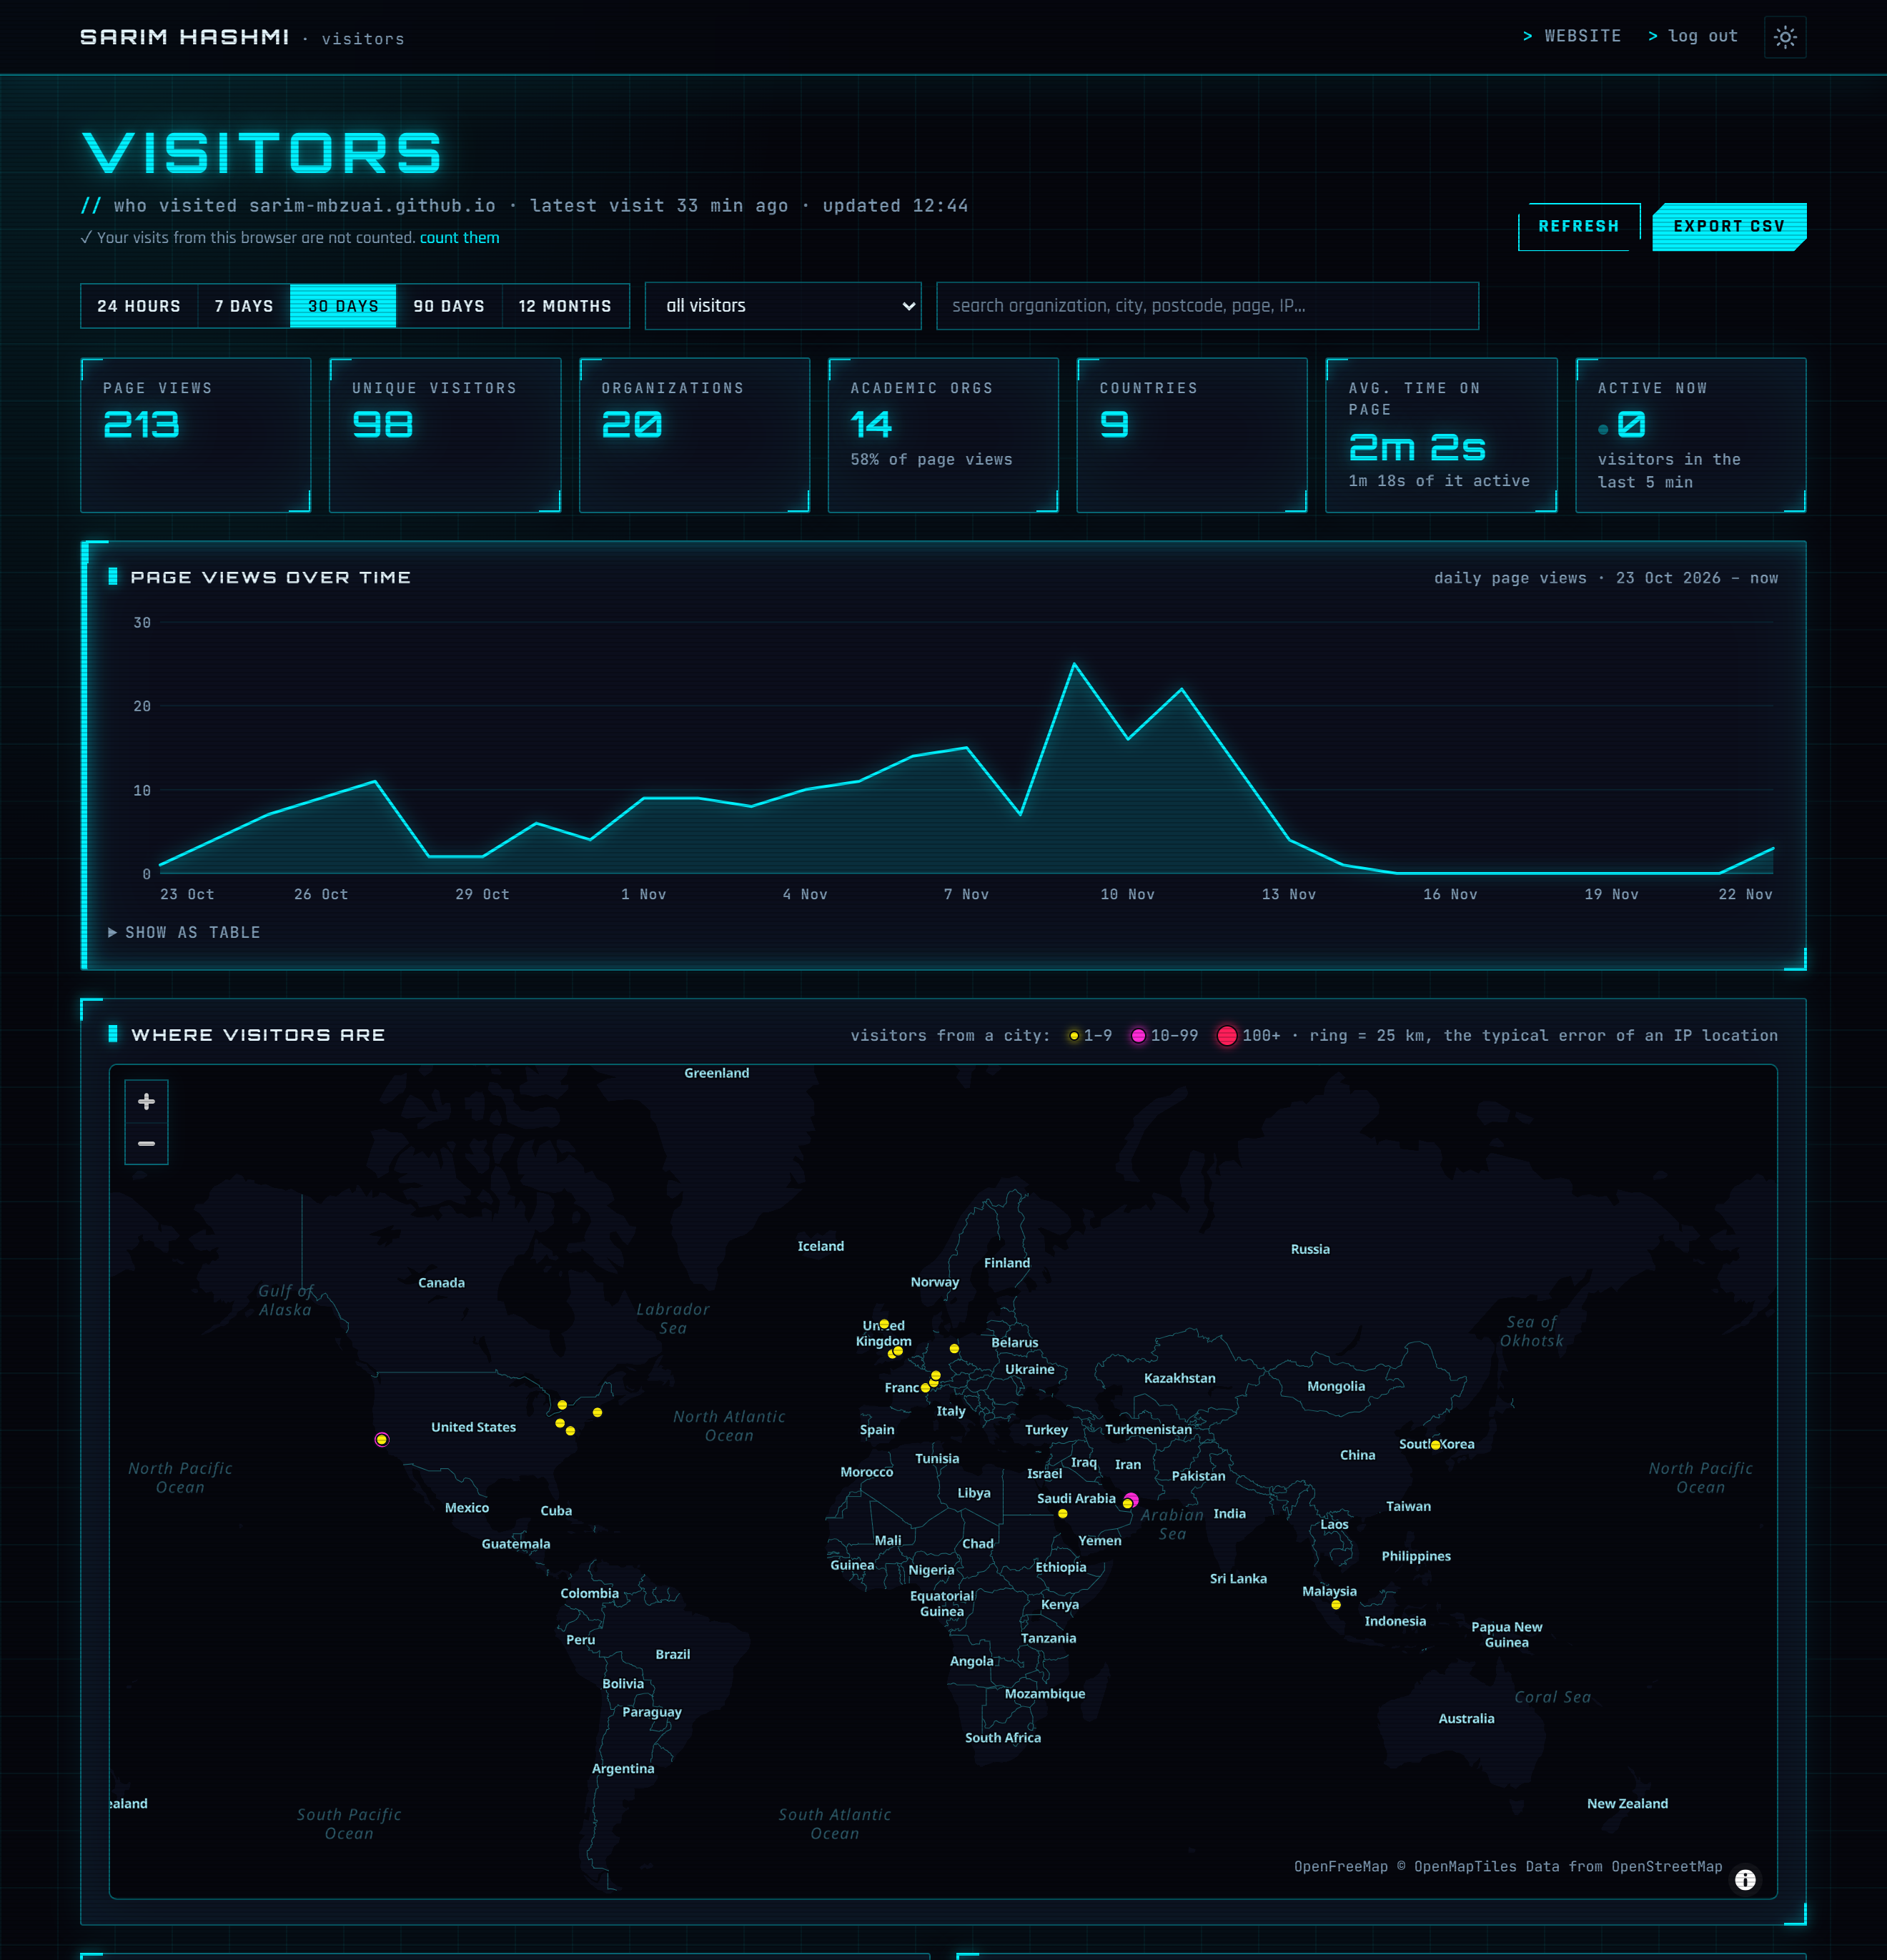 SARIM HASHMI · visitors
> WEBSITE > log out
VISITORS
// who visited sarim-mbzuai.github.io · latest visit 33 min ago · updated 12:44
✓ Your visits from this browser are not counted. count them
REFRESH EXPORT CSV
24 HOURS 7 DAYS 30 DAYS 90 DAYS 12 MONTHS
all visitors
search organization, city, postcode, page, IP...
PAGE VIEWS
213
UNIQUE VISITORS
98
ORGANIZATIONS
20
ACADEMIC ORGS
14
58% of page views
COUNTRIES
9
AVG. TIME ON
PAGE
2m 2s
1m 18s of it active
ACTIVE NOW
0
visitors in the
last 5 min
PAGE VIEWS OVER TIME
daily page views · 23 Oct 2026 – now
30
20
10
0
23 Oct 26 Oct 29 Oct 1 Nov 4 Nov 7 Nov 10 Nov 13 Nov 16 Nov 19 Nov 22 Nov
▶ SHOW AS TABLE
WHERE VISITORS ARE
visitors from a city: 1–9 10–99 100+ · ring = 25 km, the typical error of an IP location
+
−
Greenland
Iceland
Russia
Finland
Norway
Canada
Gulf of
Alaska
Labrador
Sea
Sea of
Okhotsk
United
Kingdom
Belarus
Ukraine
Kazakhstan
Mongolia
Franc
Italy
North Atlantic
Ocean
United States
Spain
Turkey
Turkmenistan
South Korea
China
Tunisia
Iraq
Iran
Israel
Morocco
Pakistan
North Pacific
Ocean
North Pacific
Ocean
Libya
Saudi Arabia
Mexico
Cuba
Arabian
Sea
India
Taiwan
Laos
Guatemala
Mali
Chad
Yemen
Philippines
Guinea
Nigeria
Ethiopia
Sri Lanka
Colombia
Equatorial
Guinea
Kenya
Malaysia
Indonesia
Papua New
Guinea
Peru
Tanzania
Brazil
Angola
Bolivia
Mozambique
Coral Sea
Paraguay
Australia
South Africa
Argentina
ealand
New Zealand
South Pacific
Ocean
South Atlantic
Ocean
OpenFreeMap © OpenMapTiles Data from OpenStreetMap